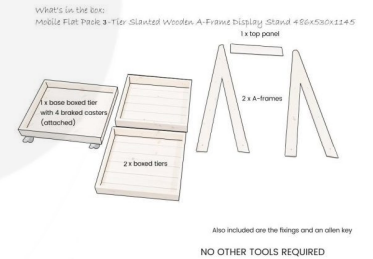 What's in the box:
Mobile Flat Pack 3-Tier Slanted Wooden A-Frame Display Stand 486x530x1145
1 x top panel
1 x base boxed tier
with 4 braked casters
(attached)
2 x A-frames
2 x boxed tiers
Also included are the fixings and an allen key
NO OTHER TOOLS REQUIRED